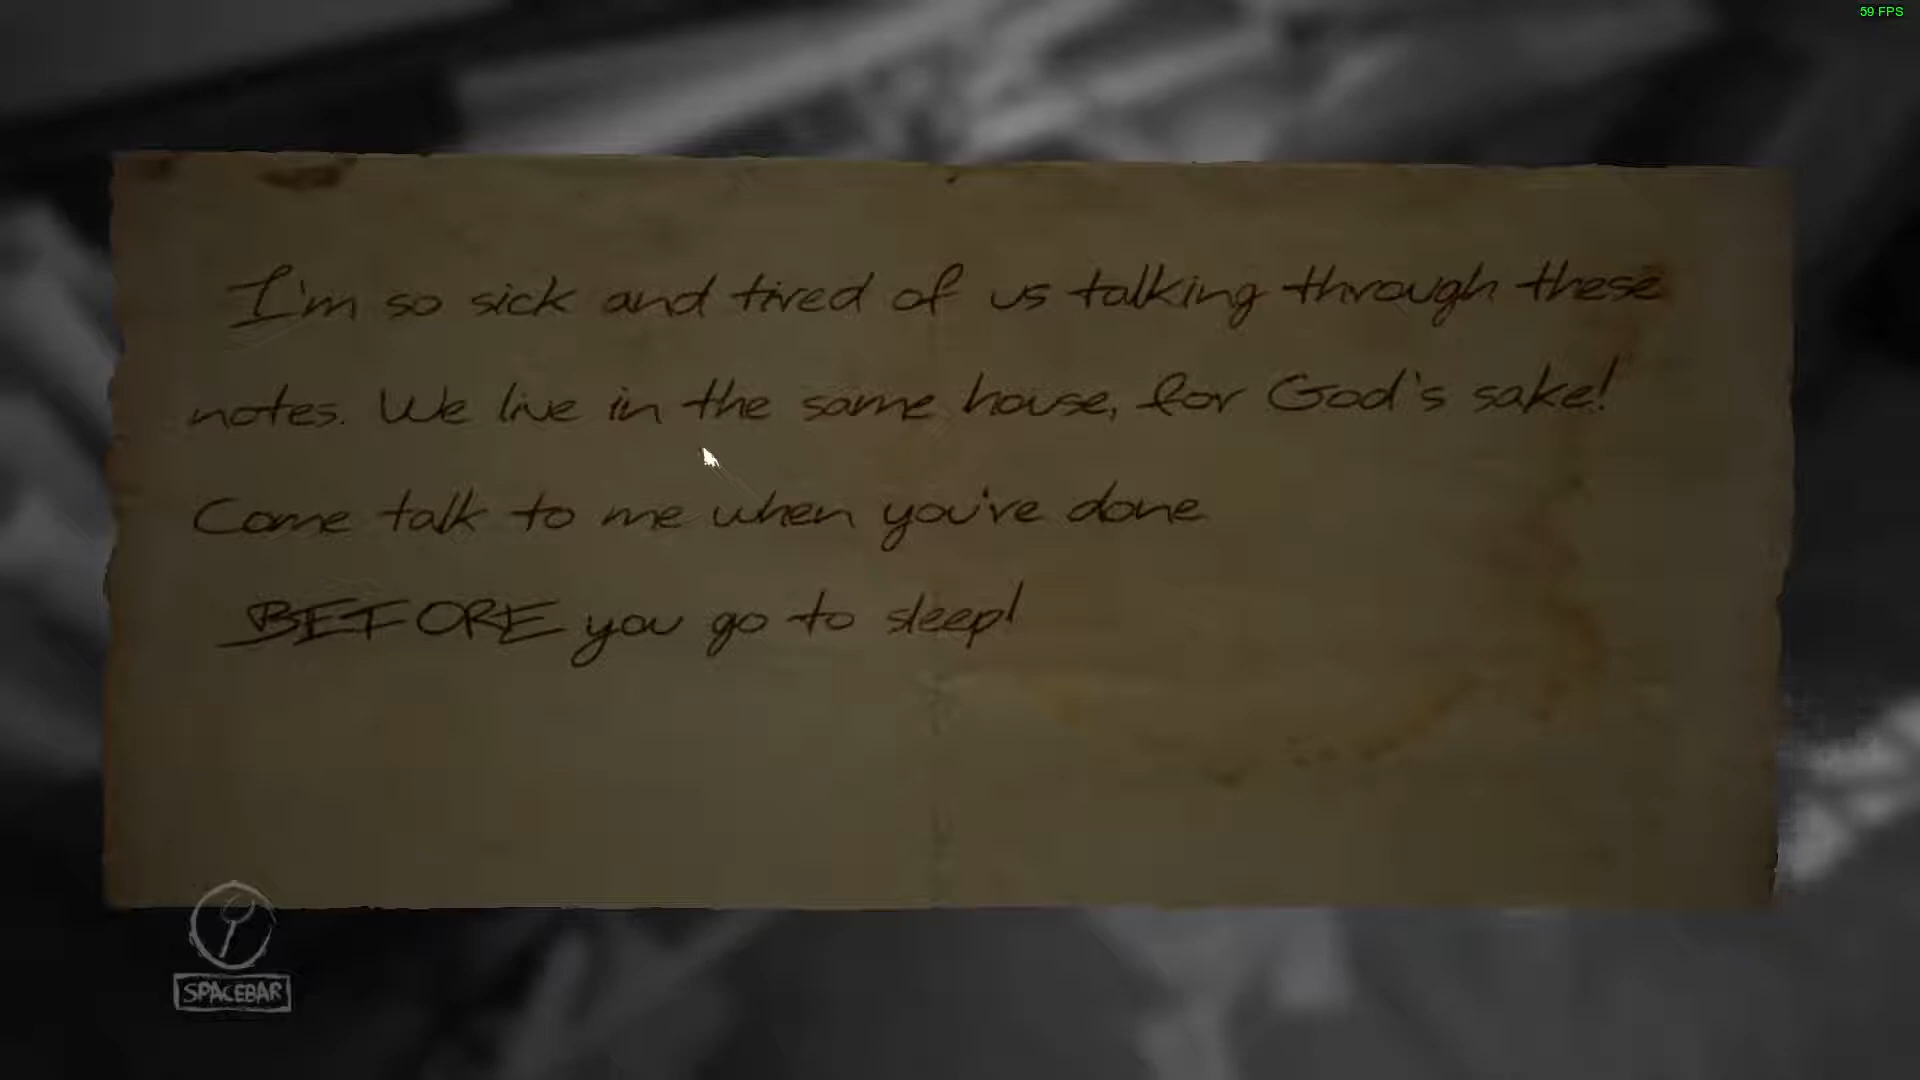 59 FPS
I'm so sick and tired of us talking through these
notes. We live in the same house, for God's sake!
Come talk to me when you've done
BEFORE you go to sleep!
SPACEBAR